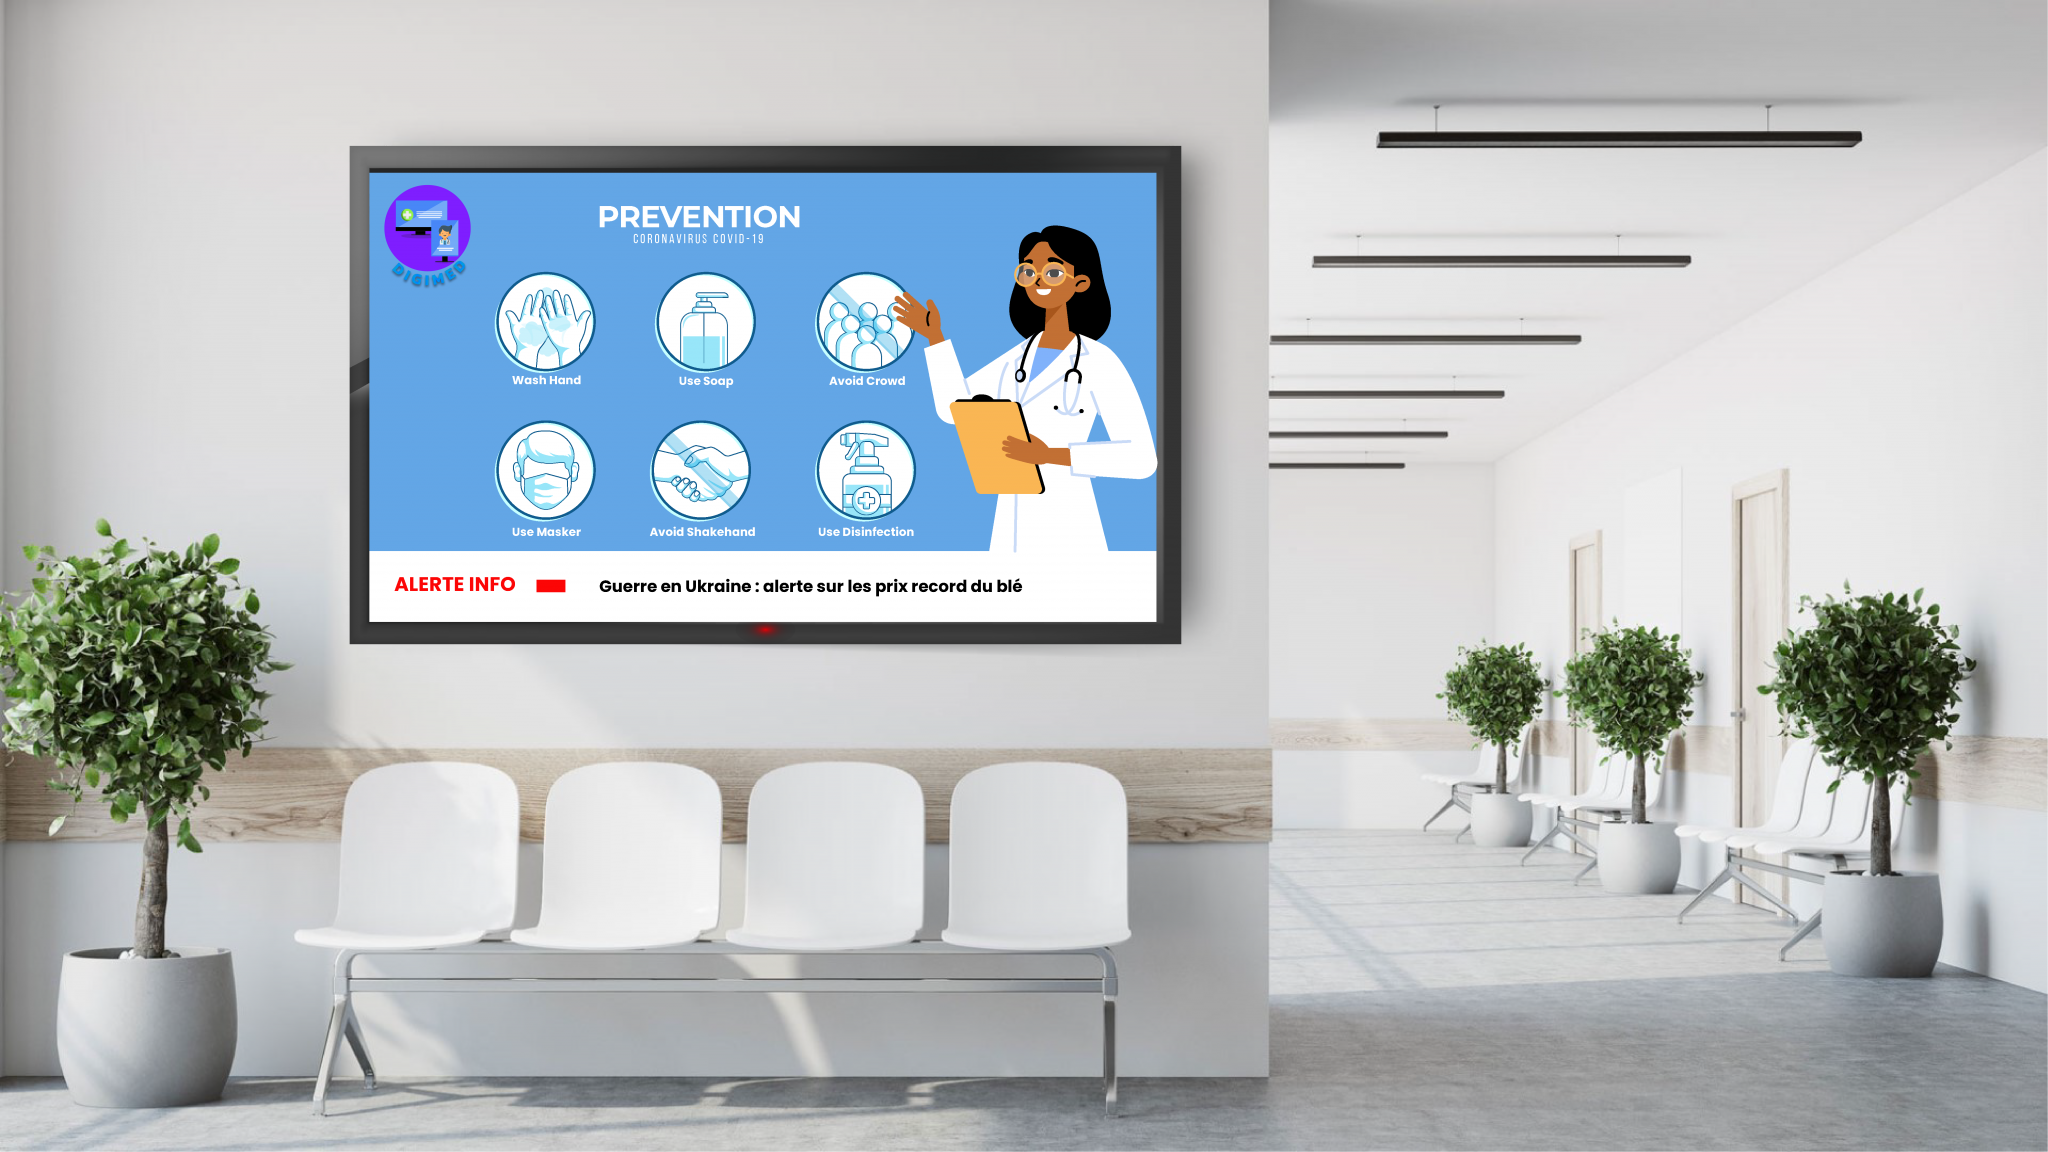 DIGIMED
PREVENTION
CORONAVIRUS COVID-19
Wash Hand
Use Soap
Avoid Crowd
Use Masker
Avoid Shakehand
Use Disinfection
ALERTE INFO
Guerre en Ukraine : alerte sur les prix record du blé